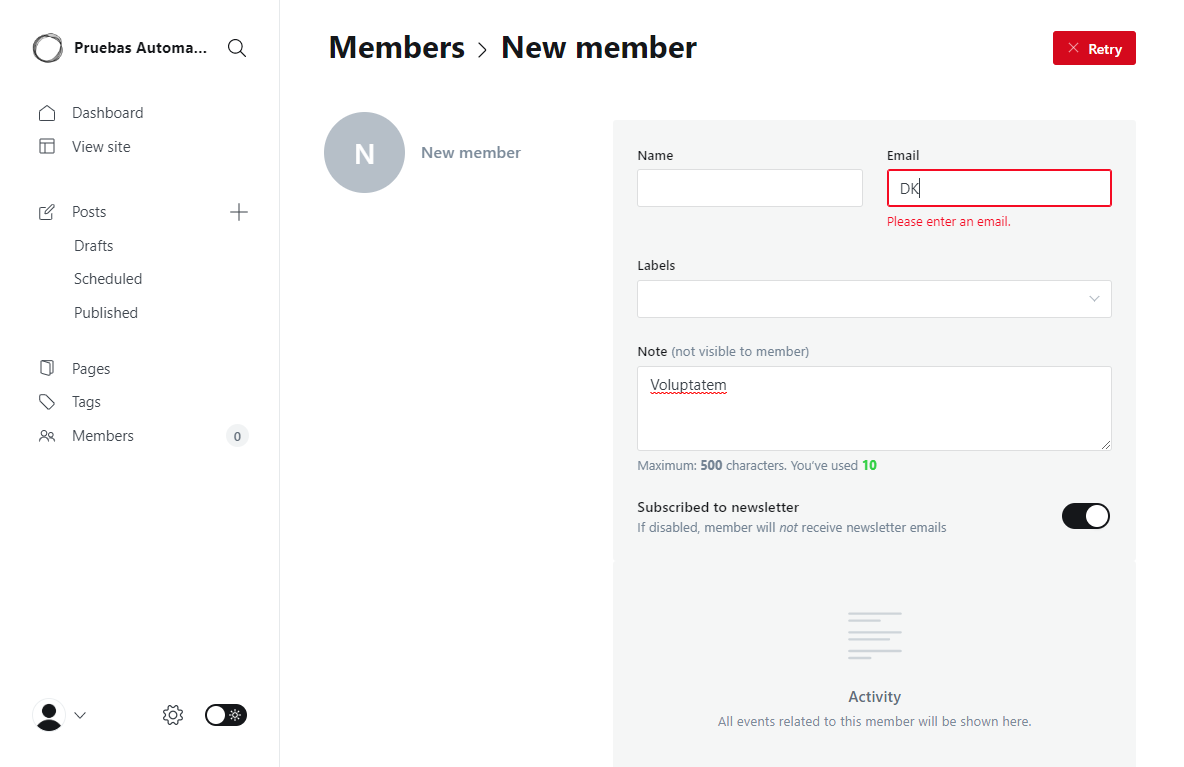 Pruebas Automa...
Dashboard
View site
Posts
Drafts
Scheduled
Published
Pages
Tags
Members
0
Members > New member
Retry
N
New member
Name
Email
DK
Please enter an email.
Labels
Note (not visible to member)
Voluptatem
Maximum: 500 characters. You've used 10
Subscribed to newsletter
If disabled, member will not receive newsletter emails
Activity
All events related to this member will be shown here.